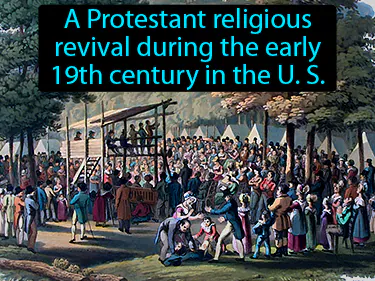 A Protestant religious
revival during the early
19th century in the U. S.